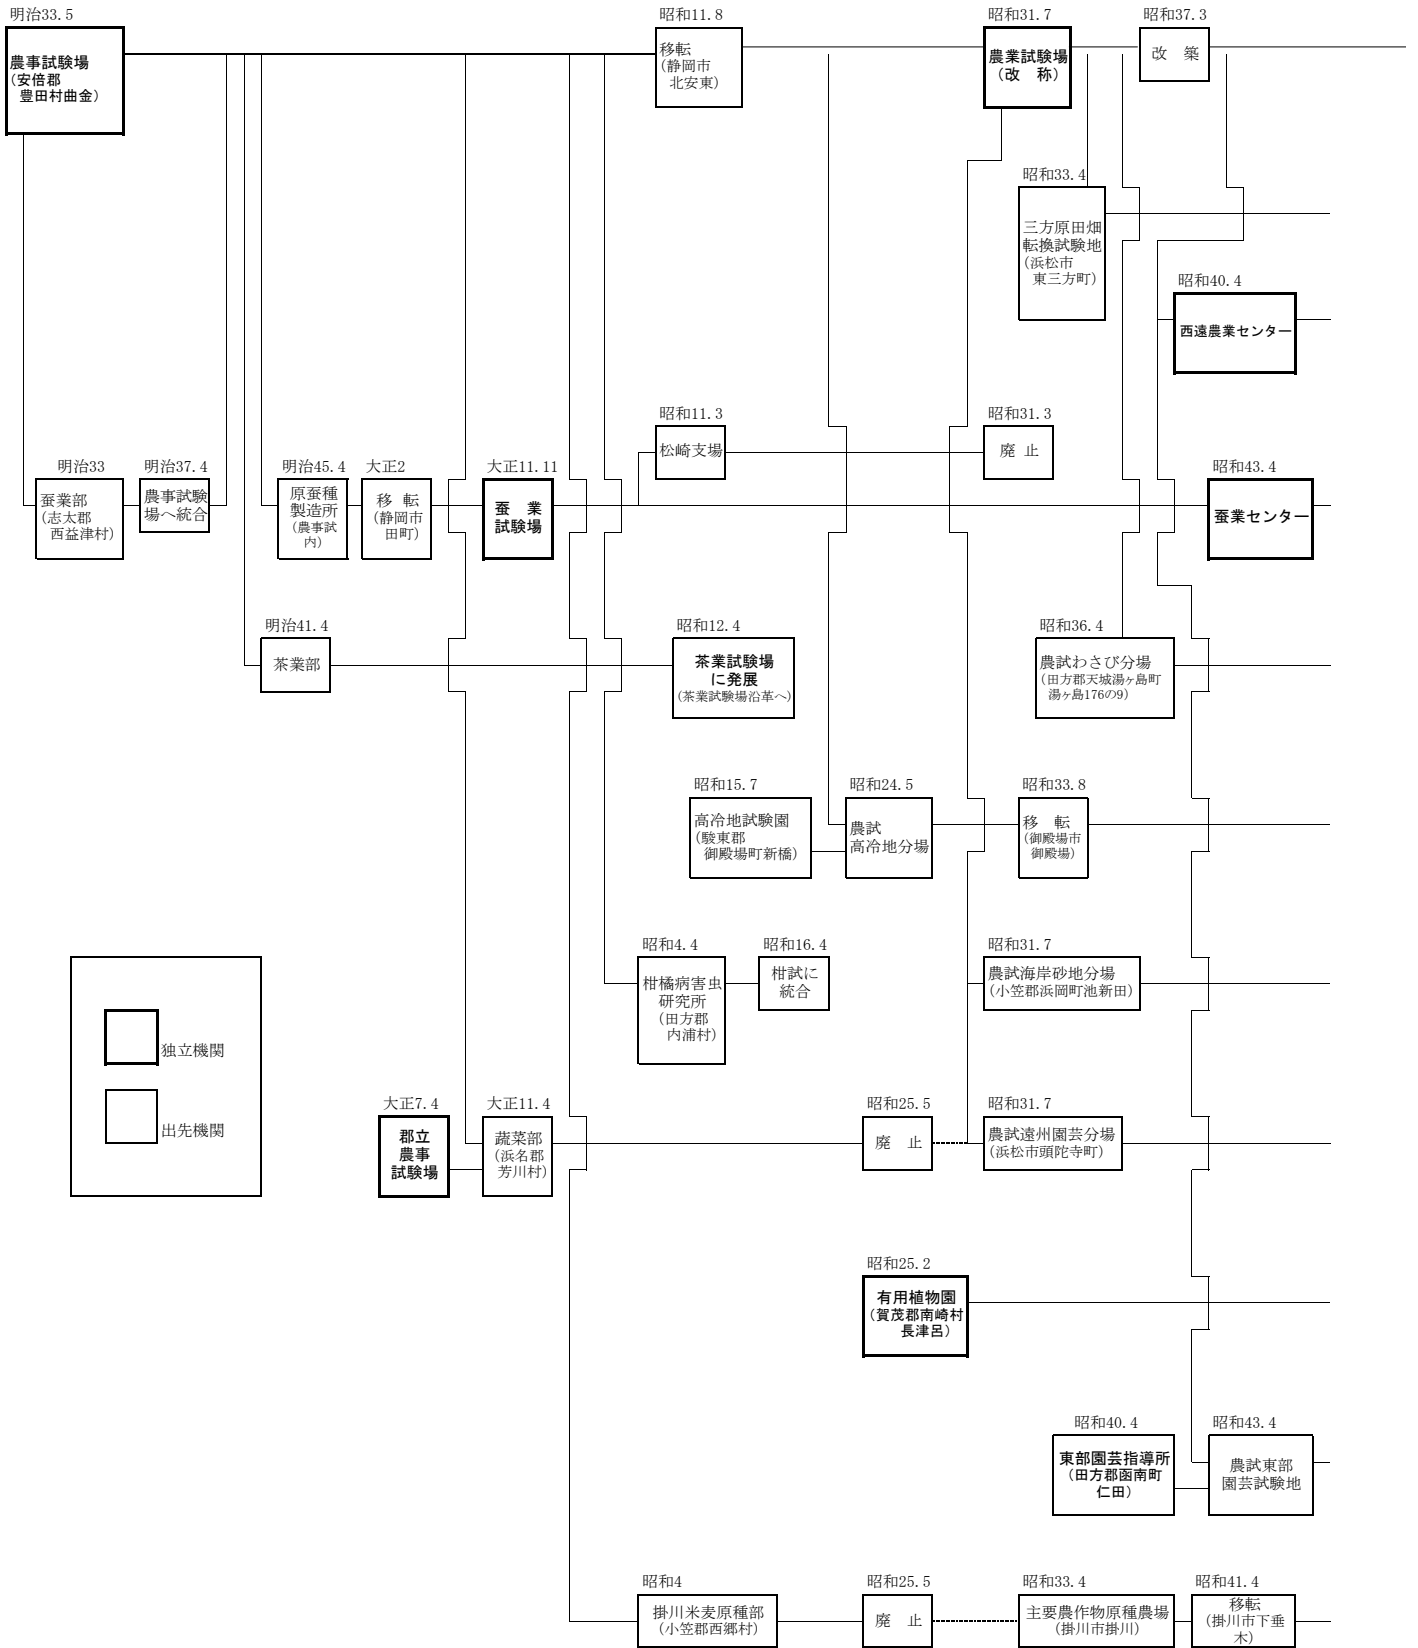 明治33.5
農事試験場
(安倍郡
豊田村曲金)
昭和11.8
移転
(静岡市
北安東)
昭和31.7
農業試験場
(改 称)
昭和37.3
改 築
昭和33.4
三方原田畑
転換試験地
(浜松市
東三方町)
昭和40.4
西遠農業センター
昭和11.3
松崎支場
昭和31.3
廃 止
明治33
蚕業部
(志太郡
西益津村)
明治37.4
農事試験
場へ統合
明治45.4
原蚕種
製造所
(農事試
内)
大正2
移 転
(静岡市
田町)
大正11.11
蚕 業
試験場
昭和43.4
蚕業センター
明治41.4
茶業部
昭和12.4
茶業試験場
に発展
(茶業試験場沿革へ)
昭和36.4
農試わさび分場
(田方郡天城湯ヶ島町
湯ヶ島176の9)
昭和15.7
高冷地試験園
(駿東郡
御殿場町新橋)
昭和24.5
農試
高冷地分場
昭和33.8
移 転
(御殿場市
御殿場)
昭和4.4
柑橘病害虫
研究所
(田方郡
内浦村)
昭和16.4
柑試に
統合
昭和31.7
農試海岸砂地分場
(小笠郡浜岡町池新田)
独立機関
出先機関
大正7.4
郡立
農事
試験場
大正11.4
蔬菜部
(浜名郡
芳川村)
昭和25.5
廃 止
昭和31.7
農試遠州園芸分場
(浜松市頭陀寺町)
昭和25.2
有用植物園
(賀茂郡南崎村
長津呂)
昭和40.4
東部園芸指導所
(田方郡函南町
仁田)
昭和43.4
農試東部
園芸試験地
昭和4
掛川米麦原種部
(小笠郡西郷村)
昭和25.5
廃 止
昭和33.4
主要農作物原種農場
(掛川市掛川)
昭和41.4
移転
(掛川市下垂
木)